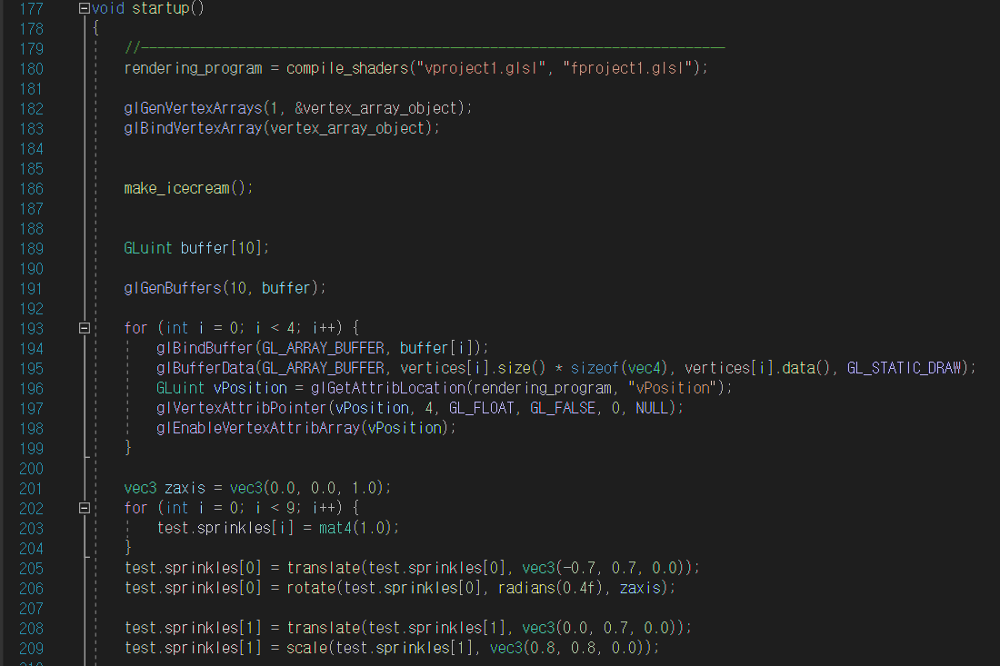 177 void startup()
178 {
179 //------------------------------------------------------------------------
180 rendering_program = compile_shaders("vproject1.glsl", "fproject1.glsl");
181
182 glGenVertexArrays(1, &vertex_array_object);
183 glBindVertexArray(vertex_array_object);
184
185
186 make_icecream();
187
188
189 GLuint buffer[10];
190
191 glGenBuffers(10, buffer);
192
193 for (int i = 0; i < 4; i++) {
194 glBindBuffer(GL_ARRAY_BUFFER, buffer[i]);
195 glBufferData(GL_ARRAY_BUFFER, vertices[i].size() * sizeof(vec4), vertices[i].data(), GL_STATIC_DRAW);
196 GLuint vPosition = glGetAttribLocation(rendering_program, "vPosition");
197 glVertexAttribPointer(vPosition, 4, GL_FLOAT, GL_FALSE, 0, NULL);
198 glEnableVertexAttribArray(vPosition);
199 }
200
201 vec3 zaxis = vec3(0.0, 0.0, 1.0);
202 for (int i = 0; i < 9; i++) {
203 test.sprinkles[i] = mat4(1.0);
204 }
205 test.sprinkles[0] = translate(test.sprinkles[0], vec3(-0.7, 0.7, 0.0));
206 test.sprinkles[0] = rotate(test.sprinkles[0], radians(0.4f), zaxis);
207
208 test.sprinkles[1] = translate(test.sprinkles[1], vec3(0.0, 0.7, 0.0));
209 test.sprinkles[1] = scale(test.sprinkles[1], vec3(0.8, 0.8, 0.0));